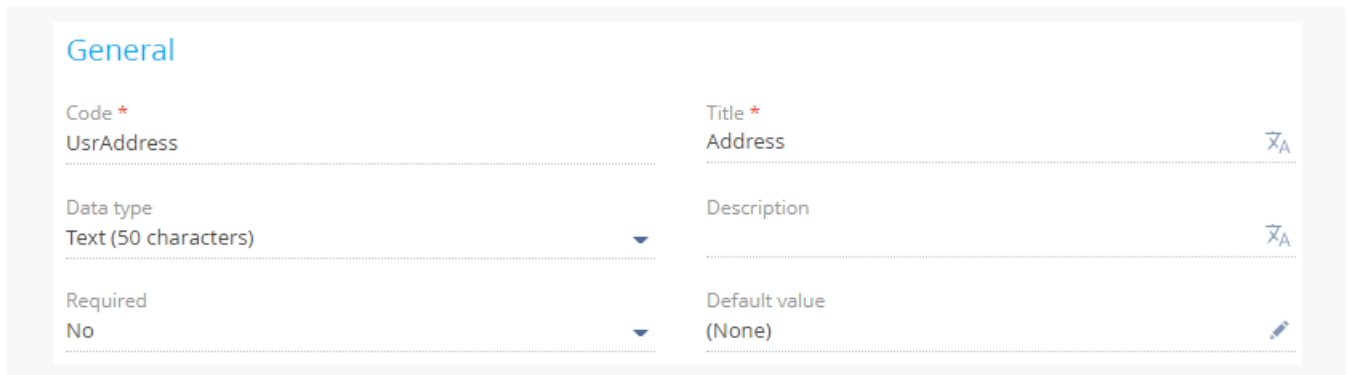 General
Code *
Title *
UsrAddress
Address
Data type
Description
Text (50 characters)
Required
Default value
No
(None)